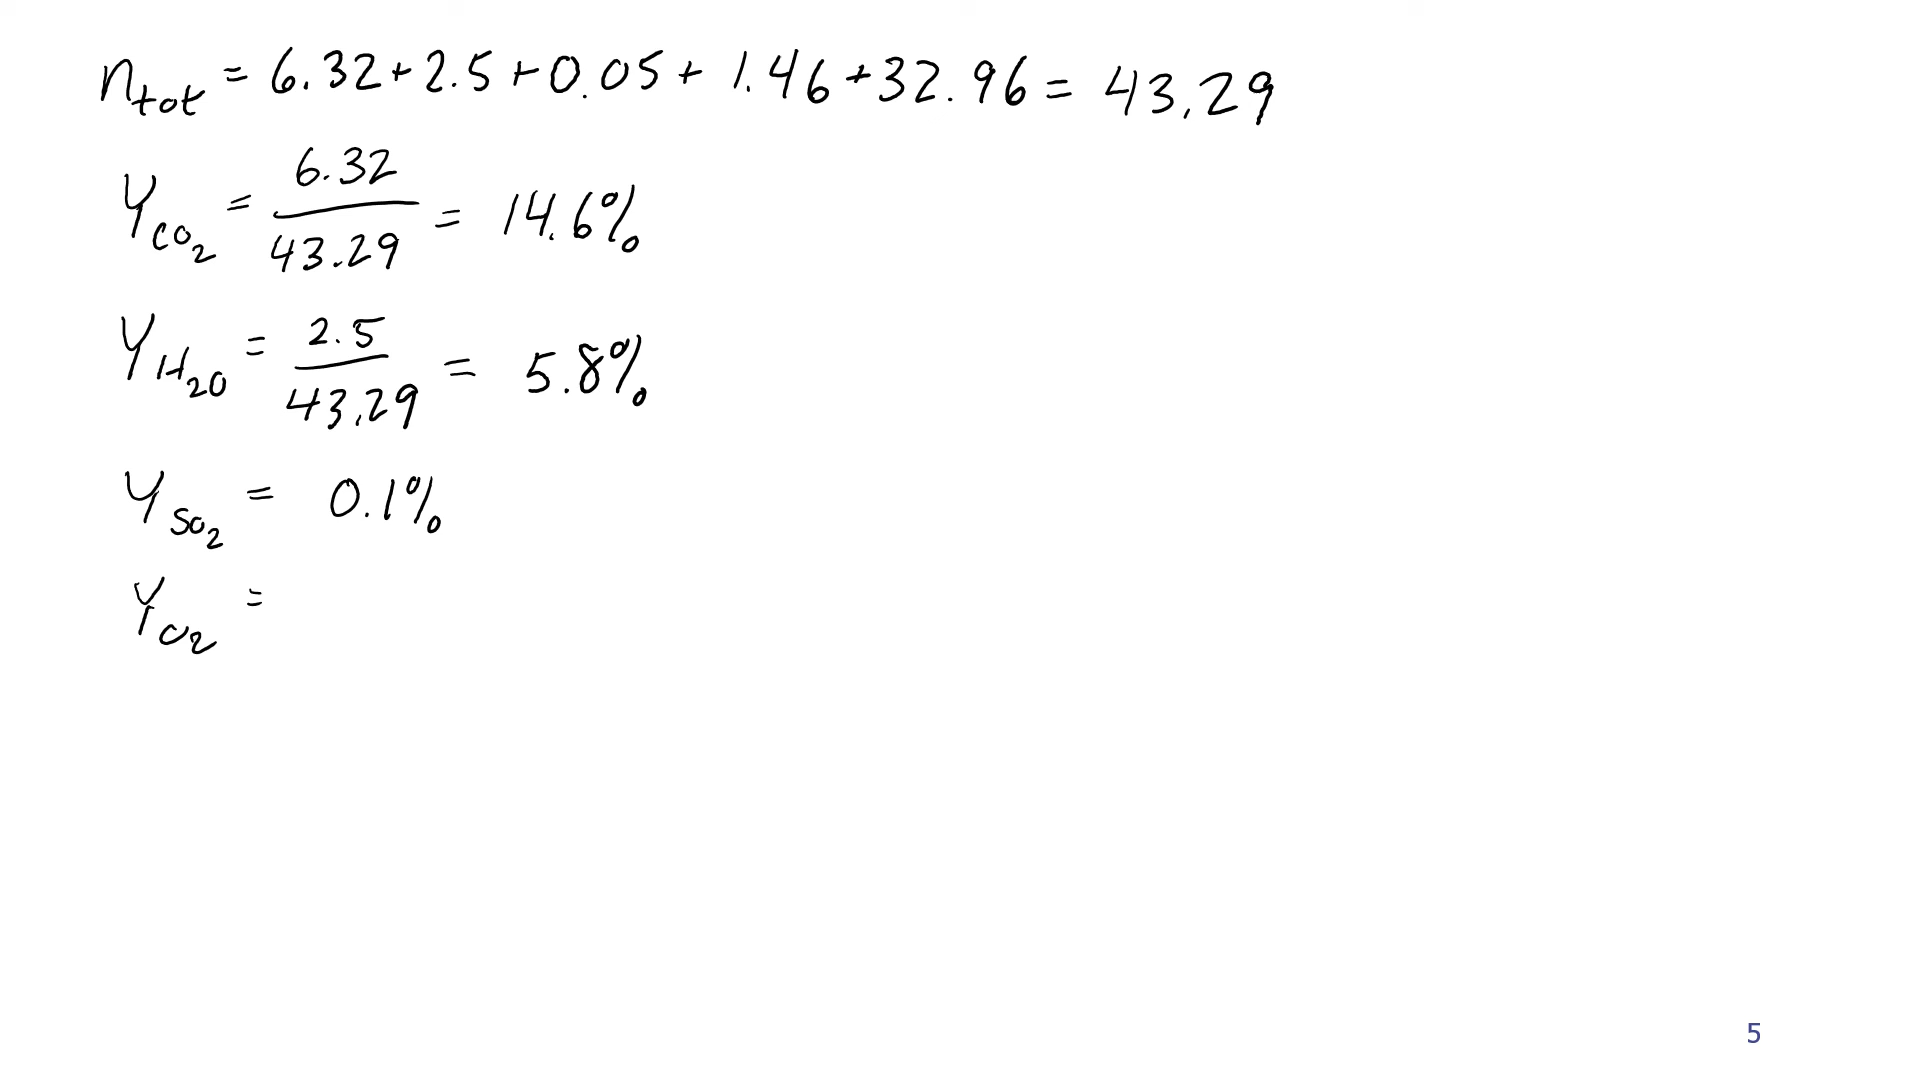 n_tot = 6.32 + 2.5 + 0.05 + 1.46 + 32.96 = 43.29
Y_CO₂ = 6.32 / 43.29 = 14.6%
Y_H₂O = 2.5 / 43.29 = 5.8%
Y_SO₂ = 0.1%
Y_O₂ =
5